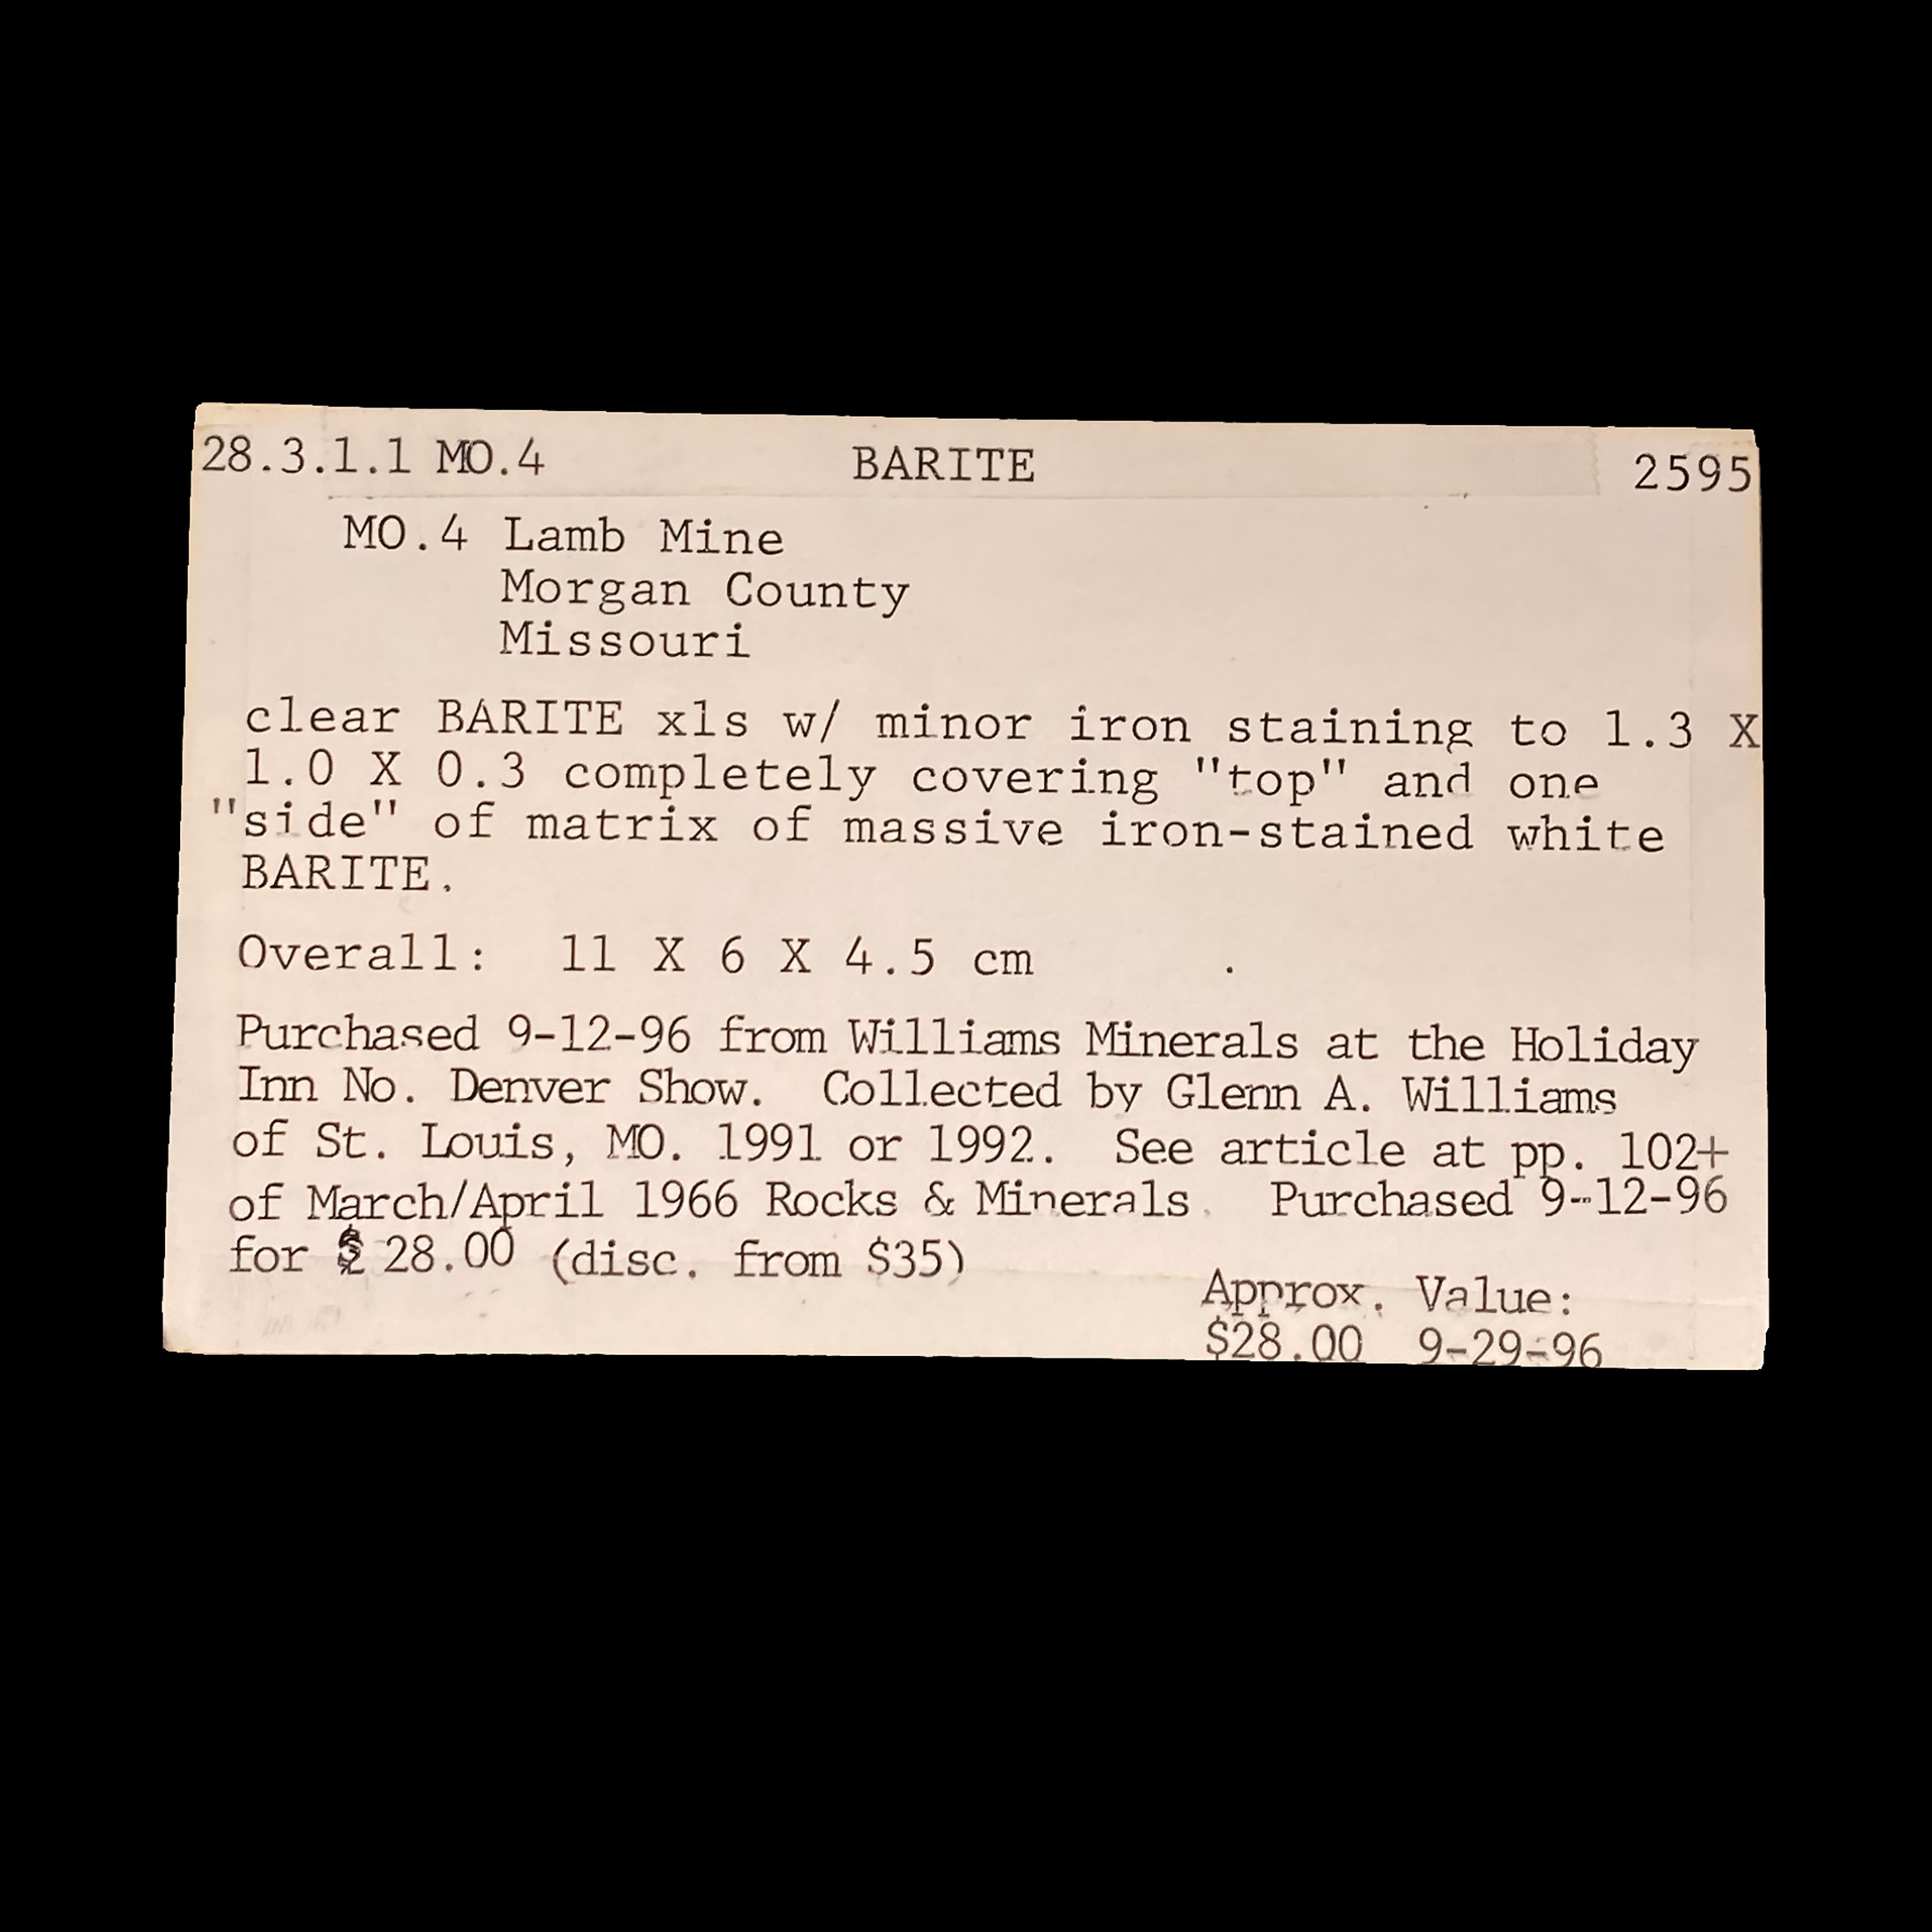 28.3.1.1 MO.4 BARITE 2595
MO.4 Lamb Mine
Morgan County
Missouri
clear BARITE xls w/ minor iron staining to 1.3 X
1.0 X 0.3 completely covering "top" and one
"side" of matrix of massive iron-stained white
BARITE.
Overall: 11 X 6 X 4.5 cm
Purchased 9-12-96 from Williams Minerals at the Holiday
Inn No. Denver Show. Collected by Glenn A. Williams
of St. Louis, MO. 1991 or 1992. See article at pp. 102+
of March/April 1966 Rocks & Minerals. Purchased 9-12-96
for $ 28.00 (disc. from $35)
Approx. Value:
$28.00 9-29-96